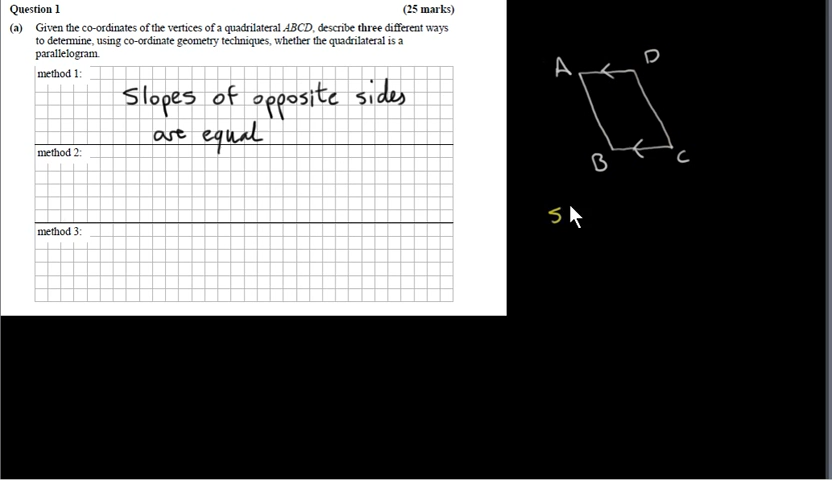 Question 1 (25 marks)
(a) Given the co-ordinates of the vertices of a quadrilateral ABCD, describe three different ways
to determine, using co-ordinate geometry techniques, whether the quadrilateral is a
parallelogram.
method 1:
Slopes of opposite sides
are equal
method 2:
method 3:
A D
B C
S